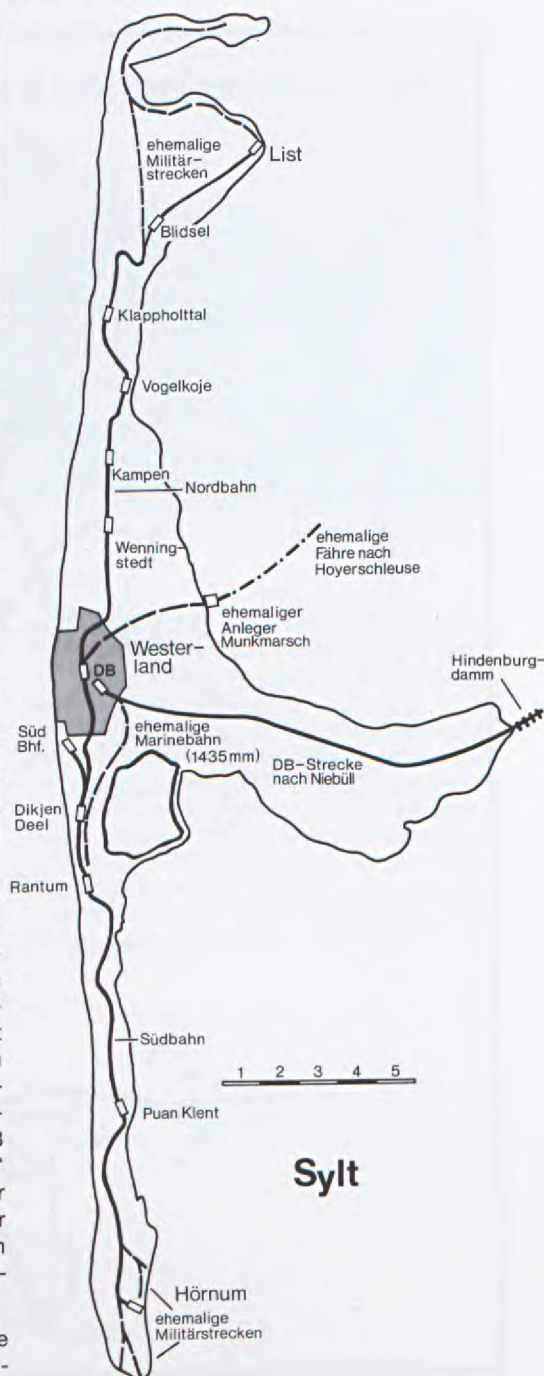 ehemalige
Militär-
strecken
List
Blidsel
Klappholttal
Vogelkoje
Kampen
Nordbahn
Wenning-
stedt
ehemalige
Fähre nach
Hoyerschleuse
ehemaliger
Anleger
Munkmarsch
Wester-
land
DB
Hindenburg-
damm
Süd
Bhf.
ehemalige
Marinebahn
(1435mm)
DB-Strecke
nach Niebüll
Dikjen
Deel
Rantum
Südbahn
1 2 3 4 5
Puan Klent
Sylt
Hörnum
ehemalige
Militärstrecken